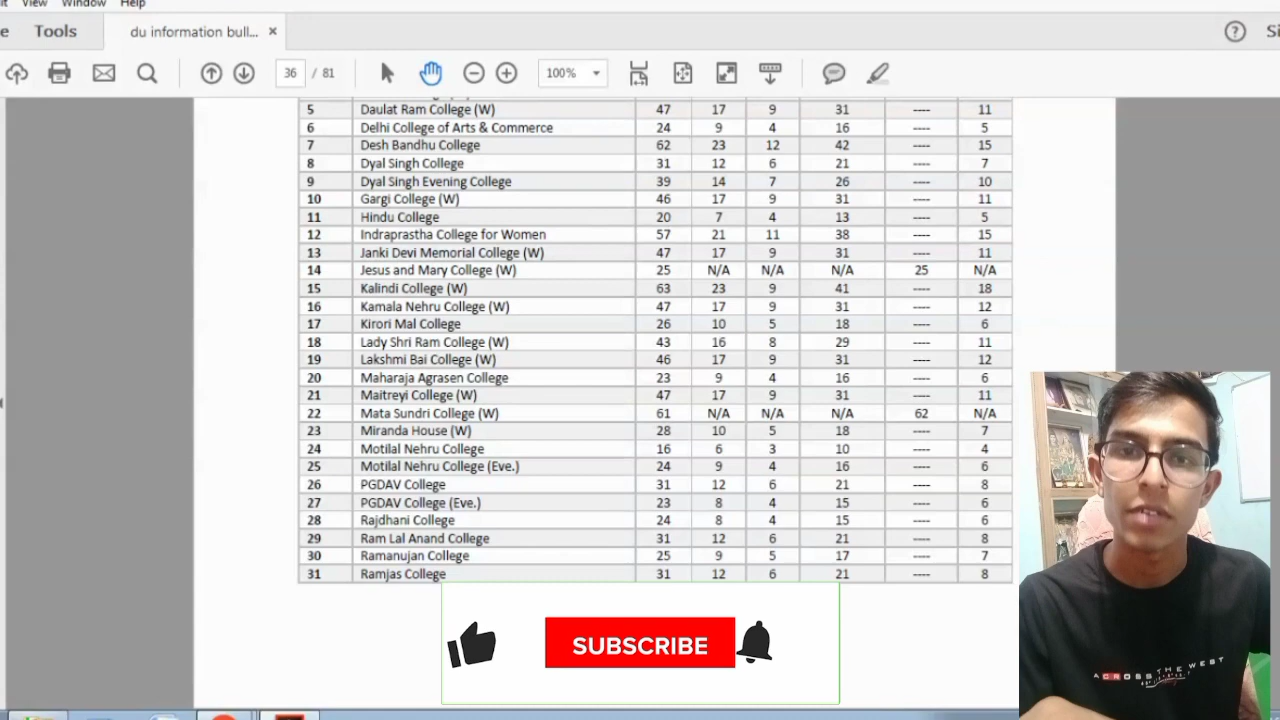 View Window Help
Tools du information bull... ×
36 / 81 100%
5 Daulat Ram College (W) 47 17 9 31 ---- 11
6 Delhi College of Arts & Commerce 24 9 4 16 ---- 5
7 Desh Bandhu College 62 23 12 42 ---- 15
8 Dyal Singh College 31 12 6 21 ---- 7
9 Dyal Singh Evening College 39 14 7 26 ---- 10
10 Gargi College (W) 46 17 9 31 ---- 11
11 Hindu College 20 7 4 13 ---- 5
12 Indraprastha College for Women 57 21 11 38 ---- 15
13 Janki Devi Memorial College (W) 47 17 9 31 ---- 11
14 Jesus and Mary College (W) 25 N/A N/A N/A 25 N/A
15 Kalindi College (W) 63 23 9 41 ---- 18
16 Kamala Nehru College (W) 47 17 9 31 ---- 12
17 Kirori Mal College 26 10 5 18 ---- 6
18 Lady Shri Ram College (W) 43 16 8 29 ---- 11
19 Lakshmi Bai College (W) 46 17 9 31 ---- 12
20 Maharaja Agrasen College 23 9 4 16 ---- 6
21 Maitreyi College (W) 47 17 9 31 ---- 11
22 Mata Sundri College (W) 61 N/A N/A N/A 62 N/A
23 Miranda House (W) 28 10 5 18 ---- 7
24 Motilal Nehru College 16 6 3 10 ---- 4
25 Motilal Nehru College (Eve.) 24 9 4 16 ---- 6
26 PGDAV College 31 12 6 21 ---- 8
27 PGDAV College (Eve.) 23 8 4 15 ---- 6
28 Rajdhani College 24 8 4 15 ---- 6
29 Ram Lal Anand College 31 12 6 21 ---- 8
30 Ramanujan College 25 9 5 17 ---- 7
31 Ramjas College 31 12 6 21 ---- 8
SUBSCRIBE
ACROSS THE WEST